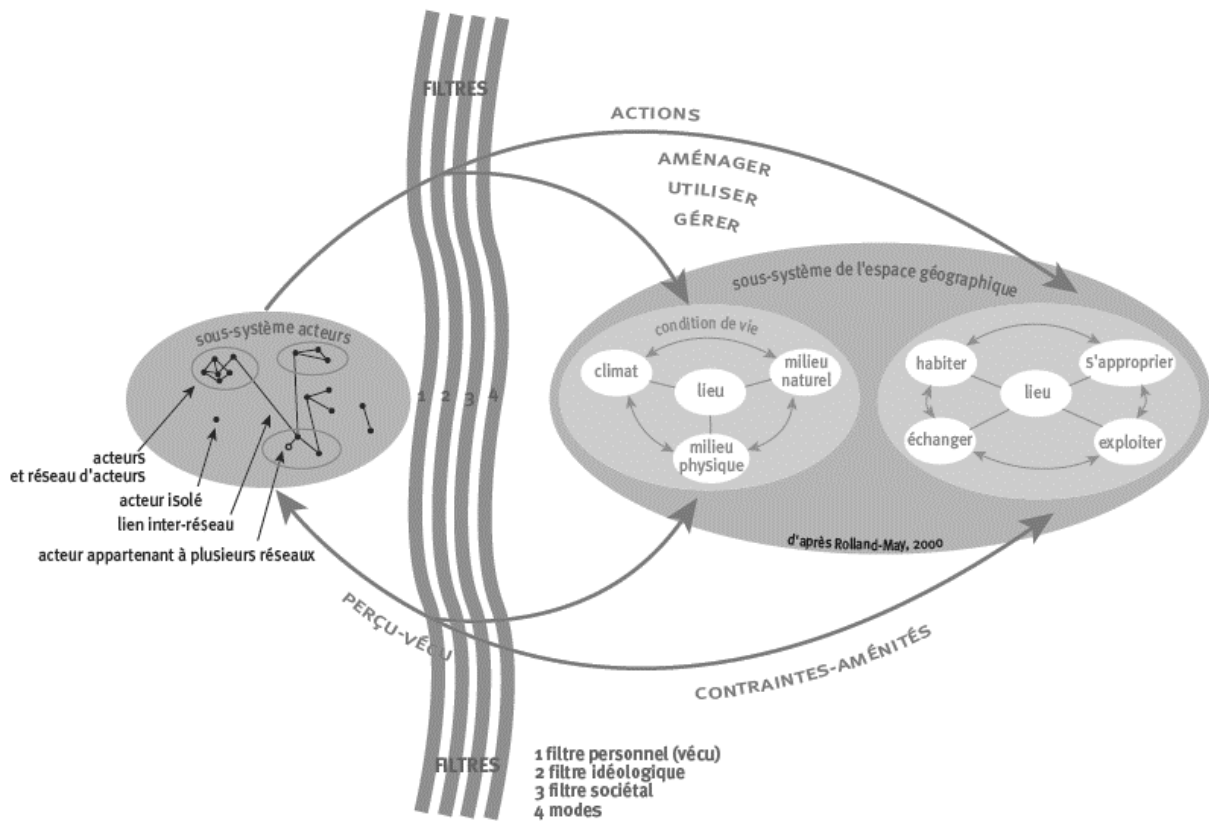 FILTRES
ACTIONS
AMÉNAGER
UTILISER
GÉRER
sous-système de l'espace géographique
sous-système acteurs
condition de vie
climat
milieu
naturel
lieu
milieu
physique
habiter
s'approprier
lieu
échanger
exploiter
1 2 3 4
acteurs
et réseau d'acteurs
acteur isolé
lien inter-réseau
acteur appartenant à plusieurs réseaux
d'après Rolland-May, 2000
PERÇU-VÉCU
CONTRAINTES-AMÉNITÉS
FILTRES
1 filtre personnel (vécu)
2 filtre idéologique
3 filtre sociétal
4 modes